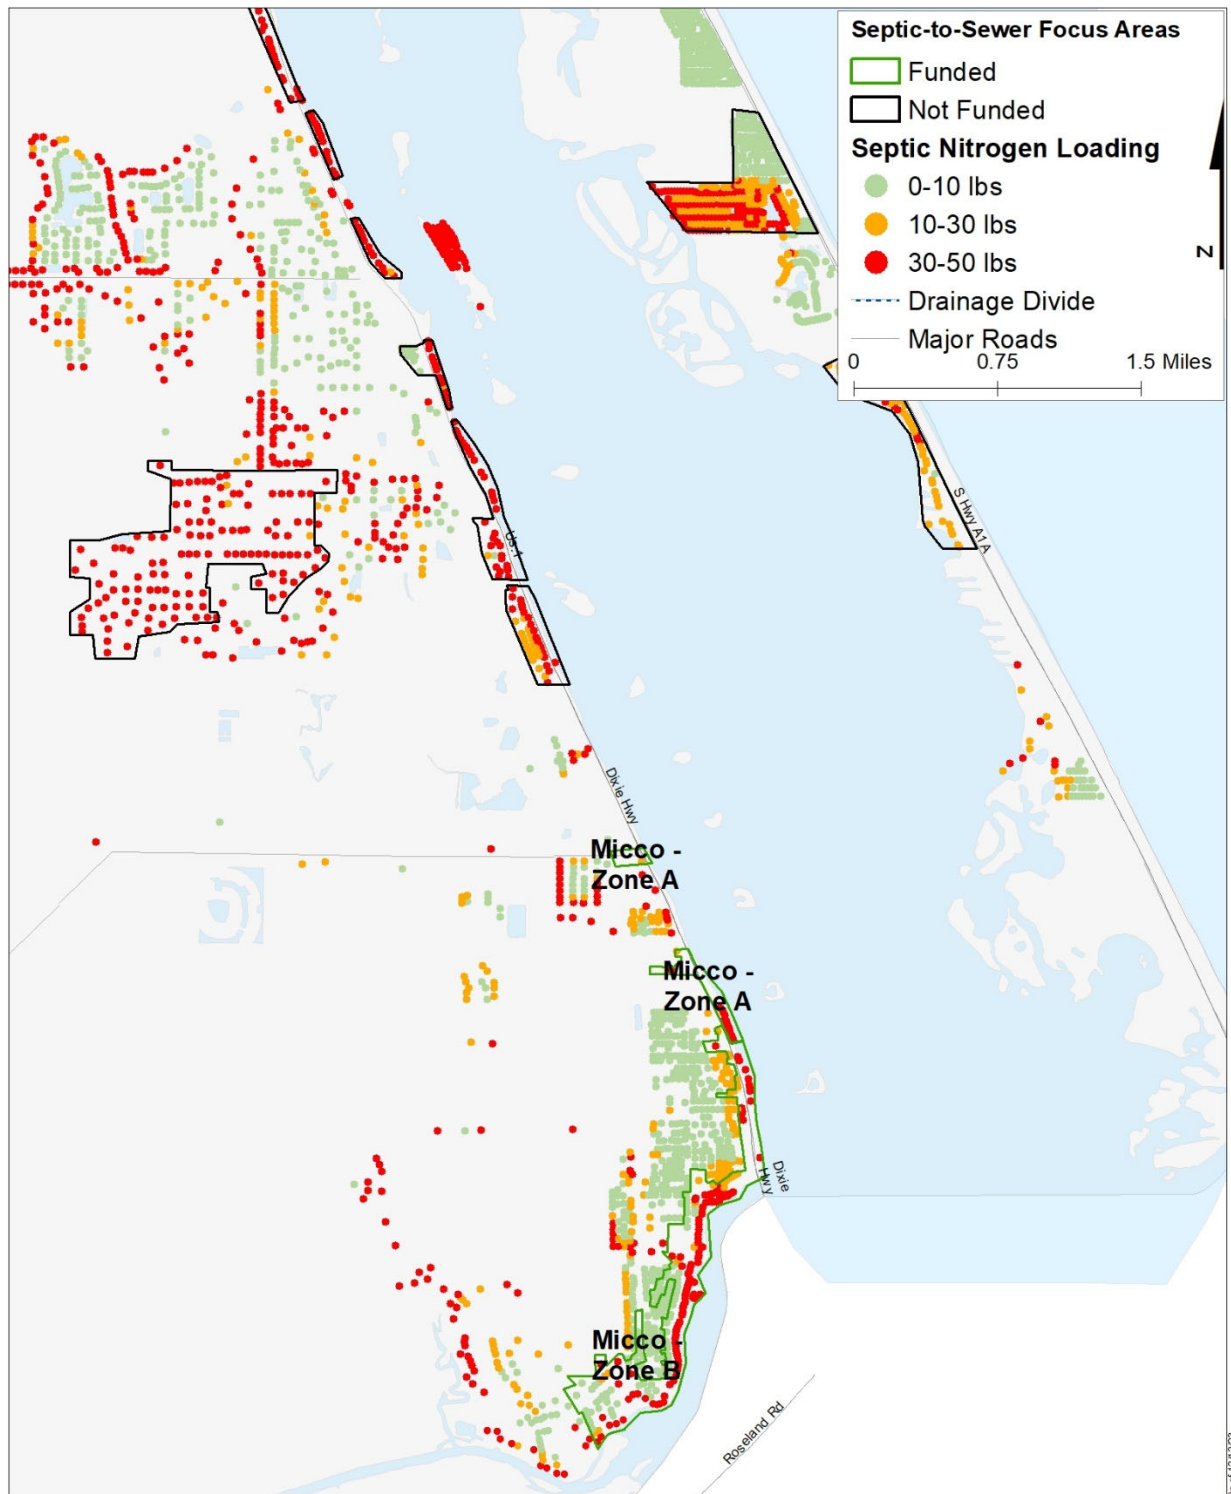 Septic-to-Sewer Focus Areas
Funded
Not Funded
Septic Nitrogen Loading
0-10 lbs
10-30 lbs
30-50 lbs
Drainage Divide
Major Roads
0 0.75 1.5 Miles
N
S Hwy A1A
US-1
Dixie Hwy
Micco -
Zone A
Micco -
Zone A
Dixie
Hwy
Micco -
Zone B
Roseland Rd